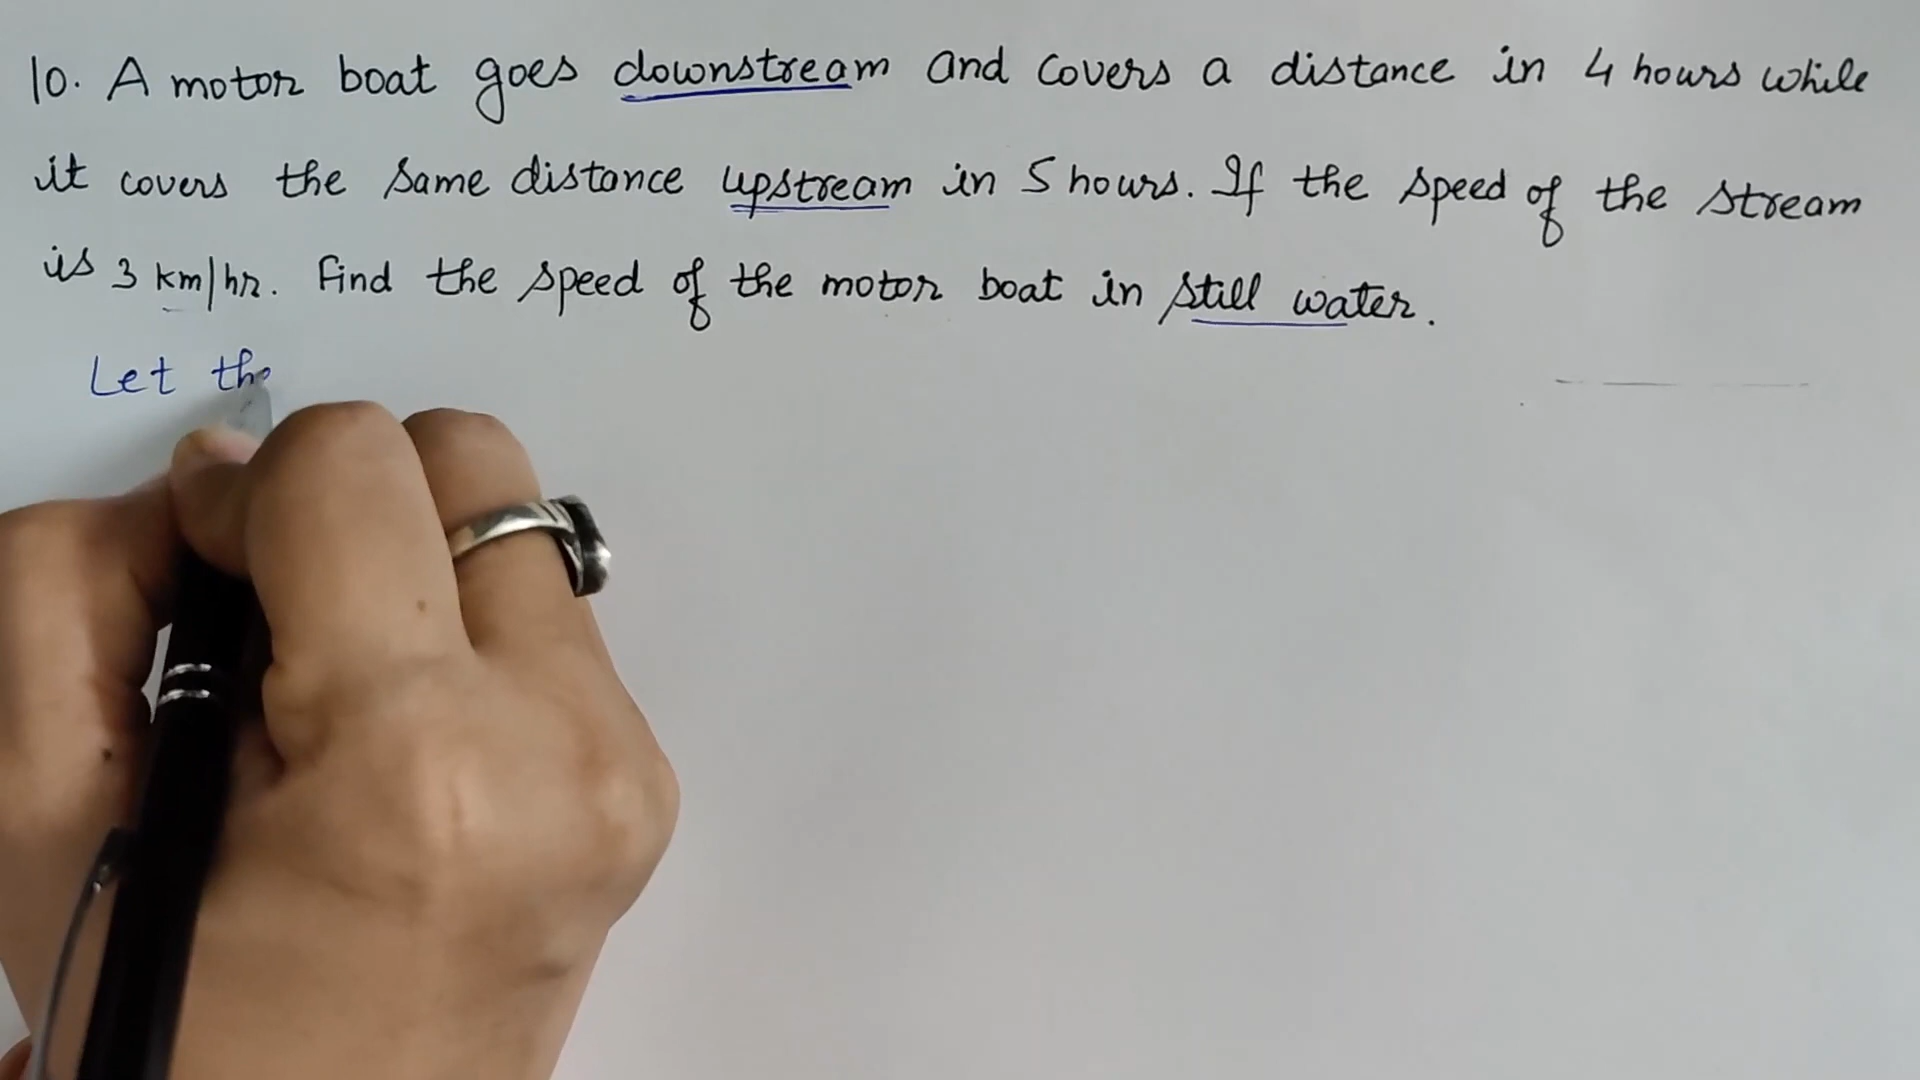 10. A motor boat goes downstream and covers a distance in 4 hours while
it covers the same distance upstream in 5 hours. If the speed of the stream
is 3 km/hr. Find the speed of the motor boat in still water.
Let the